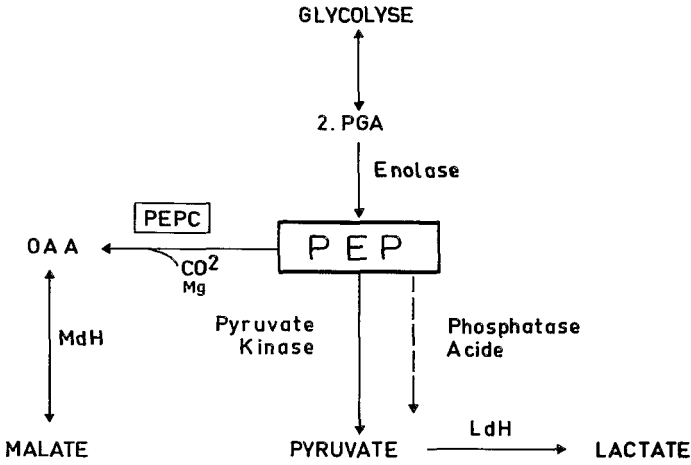 GLYCOLYSE
2. PGA
Enolase
PEPC
OAA
PEP
CO2
Mg
Pyruvate
Kinase
Phosphatase
Acide
MdH
LdH
MALATE
PYRUVATE
LACTATE